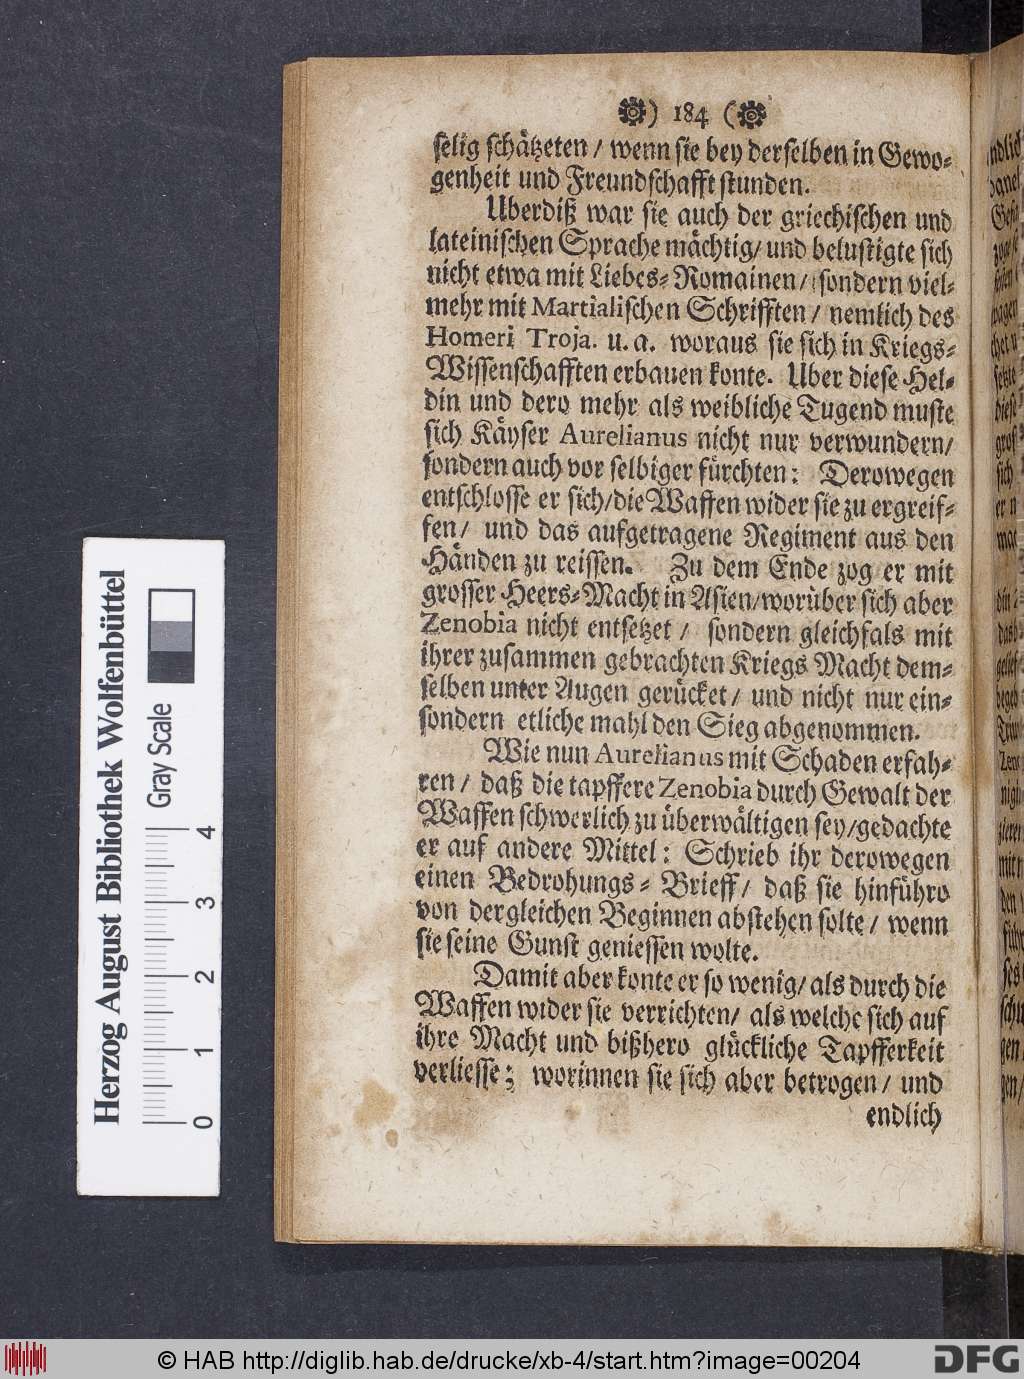 ) 184 (
selig schätzeten / wenn sie bey derselben in Gewo-
genheit und Freundschafft stunden.
Uberdiß war sie auch der griechischen und
lateinischen Sprache mächtig/ und belustigte sich
nicht etwa mit Liebes-Romainen/ sondern viel-
mehr mit Martialischen Schrifften / nemlich des
Homeri Troja. u. a. woraus sie sich in Kriegs-
Wissenschafften erbauen konte. Uber diese Hel-
din und dero mehr als weibliche Tugend muste
sich Käyser Aurelianus nicht nur verwundern/
sondern auch vor selbiger fürchten: Derowegen
entschlosse er sich/die Waffen wider sie zu ergreif-
fen/ und das aufgetragene Regiment aus den
Händen zu reissen. Zu dem Ende zog er mit
grosser Heers-Macht in Asien/worüber sich aber
Zenobia nicht entsetzet / sondern gleichfals mit
ihrer zusammen gebrachten Kriegs Macht dem-
selben unter Augen gerücket/ und nicht nur ein-
sondern etliche mahl den Sieg abgenommen.
Wie nun Aurelianus mit Schaden erfah-
ren / daß die tapffere Zenobia durch Gewalt der
Waffen schwerlich zu überwältigen sey/gedachte
er auf andere Mittel: Schrieb ihr derowegen
einen Bedrohungs-Brieff/ daß sie hinführo
von dergleichen Beginnen abstehen solte/ wenn
sie seine Gunst geniessen wolte.
Damit aber konte er so wenig/ als durch die
Waffen wider sie verrichten/ als welche sich auf
ihre Macht und bißhero glückliche Tapfferkeit
verliesse; worinnen sie sich aber betrogen/ und
endlich
Herzog August Bibliothek Wolfenbüttel
Gray Scale
0 1 2 3 4
© HAB http://diglib.hab.de/drucke/xb-4/start.htm?image=00204
DFG